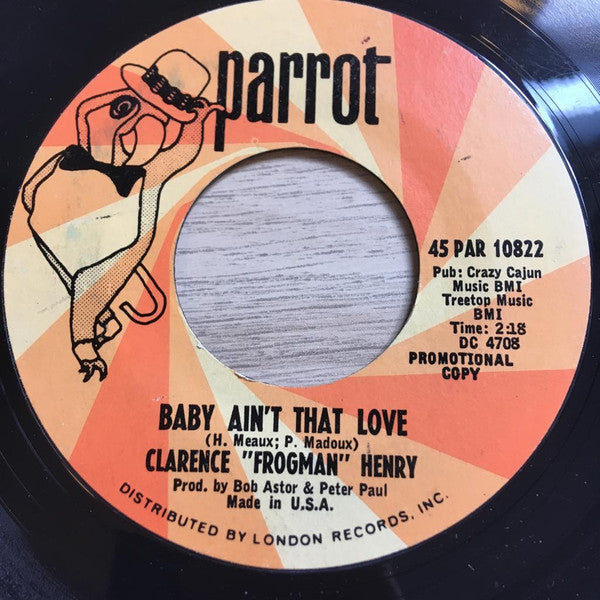 parrot
45 PAR 10822
Pub: Crazy Cajun
Music BMI
Treetop Music
BMI
Time: 2:18
DC 4708
PROMOTIONAL
COPY
BABY AIN'T THAT LOVE
(H. Meaux; P. Madoux)
CLARENCE "FROGMAN" HENRY
Prod. by Bob Astor & Peter Paul
Made in U.S.A.
DISTRIBUTED BY LONDON RECORDS, INC.